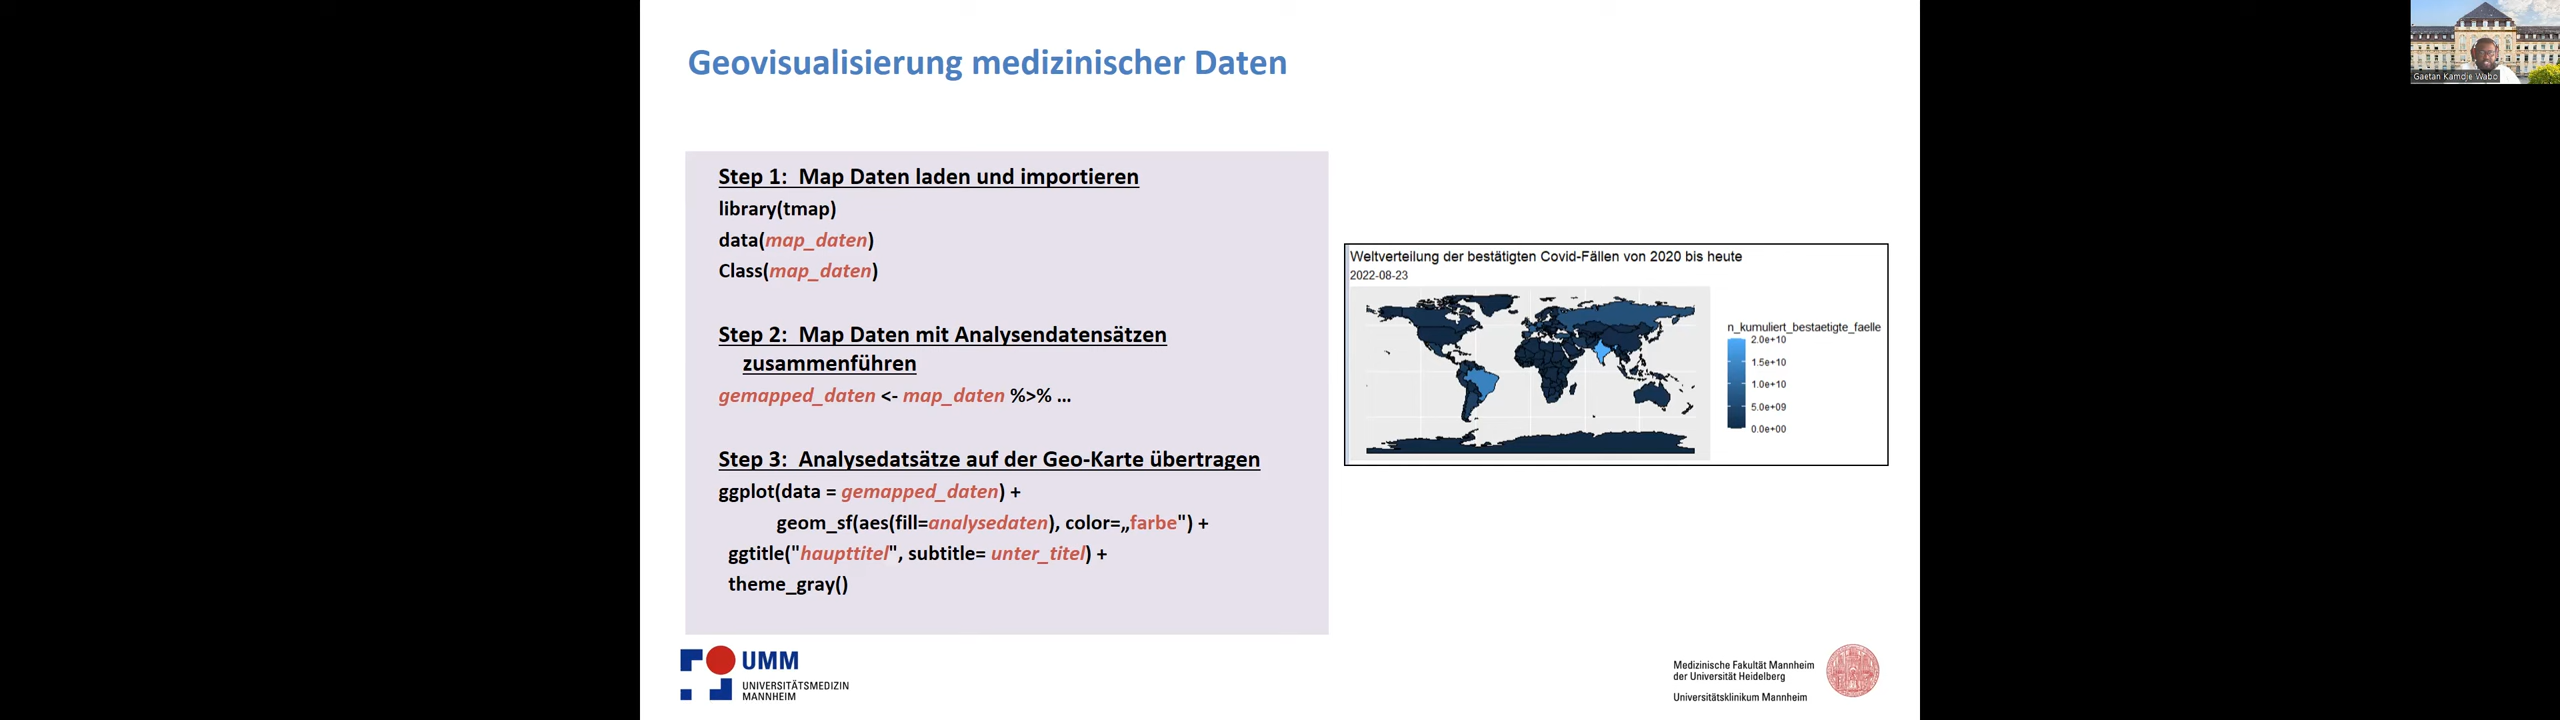 Geovisualisierung medizinischer Daten
Gaetan Kamdje Wabo
Step 1:  Map Daten laden und importieren
library(tmap)
data(map_daten)
Class(map_daten)
Step 2:  Map Daten mit Analysendatensätzen
zusammenführen
gemapped_daten <- map_daten %>% ...
Step 3:  Analysedatsätze auf der Geo-Karte übertragen
ggplot(data = gemapped_daten) +
geom_sf(aes(fill=analysedaten), color=„farbe") +
ggtitle("haupttitel", subtitle= unter_titel) +
theme_gray()
Weltverteilung der bestätigten Covid-Fällen von 2020 bis heute
2022-08-23
n_kumuliert_bestaetigte_faelle
2.0e+10
1.5e+10
1.0e+10
5.0e+09
0.0e+00
UMM
UNIVERSITÄTSMEDIZIN
MANNHEIM
Medizinische Fakultät Mannheim
der Universität Heidelberg
Universitätsklinikum Mannheim